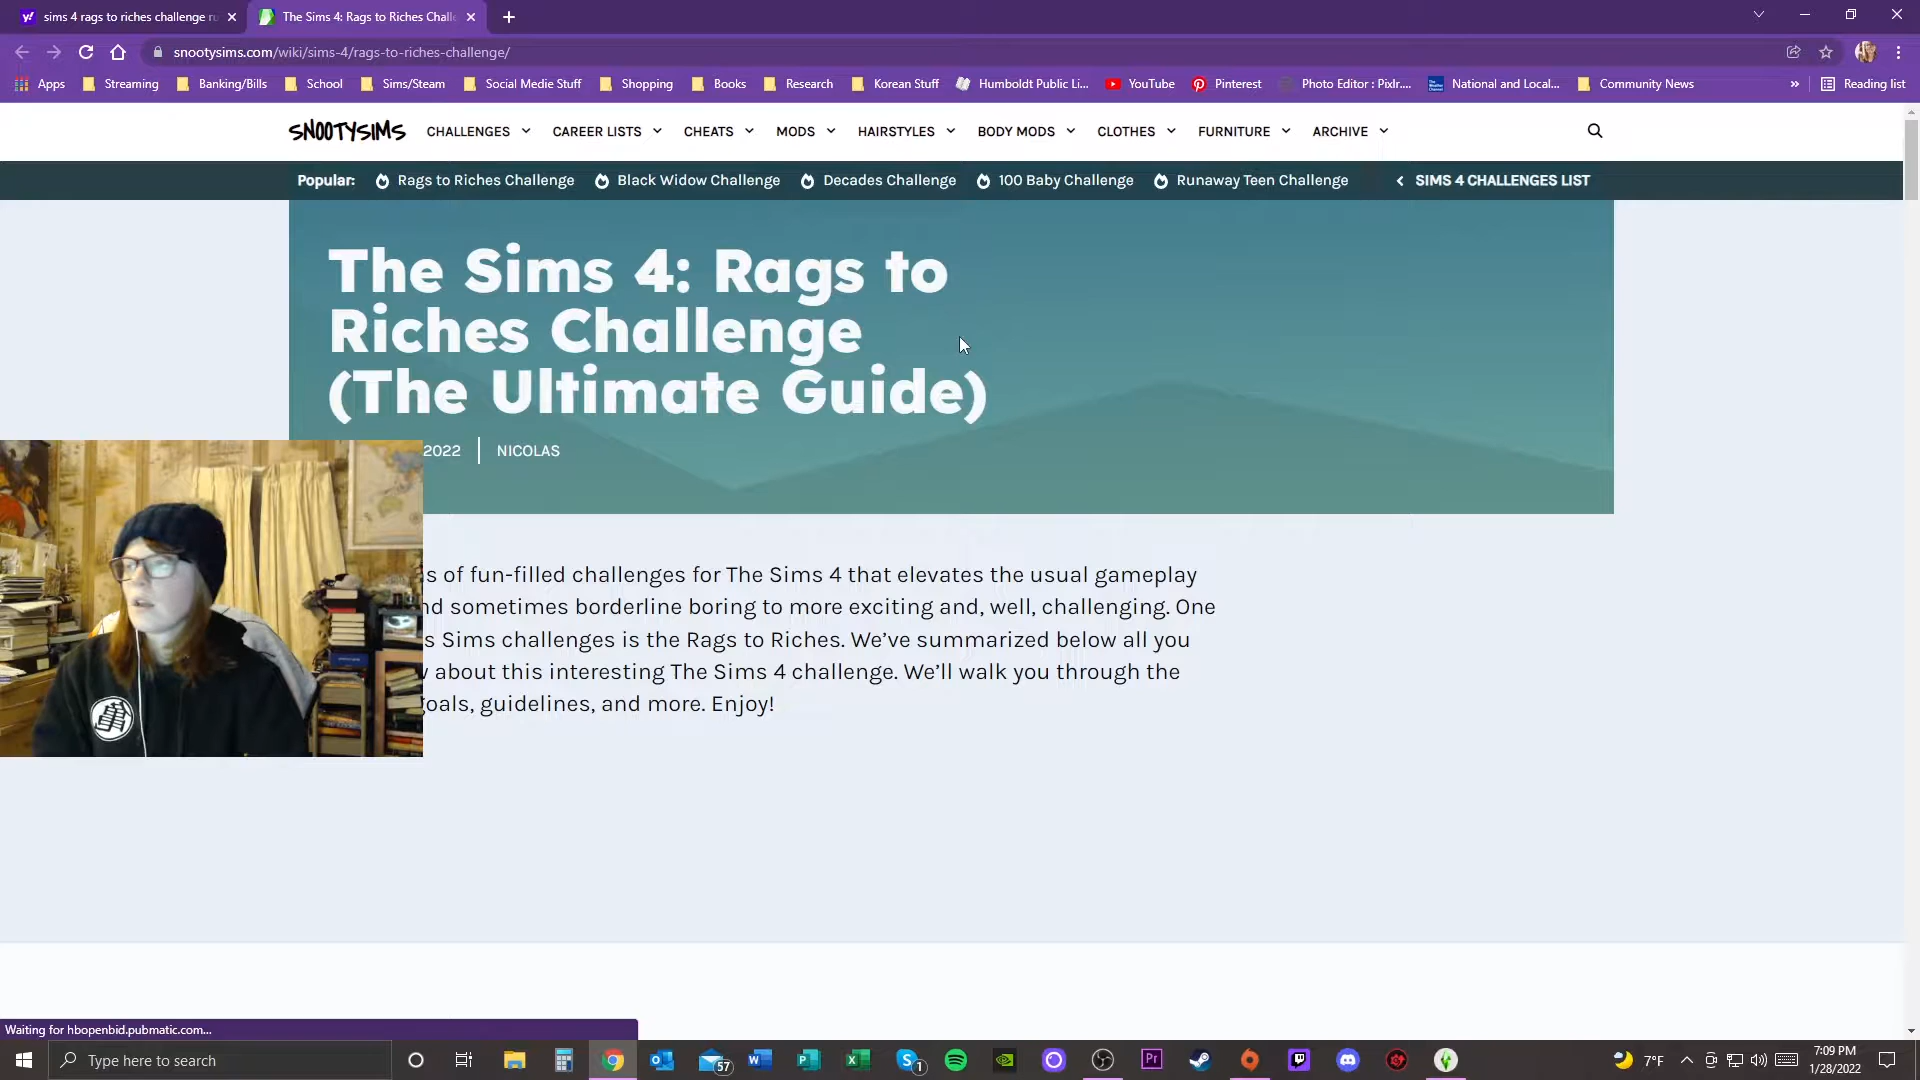 sims 4 rags to riches challenge ru
The Sims 4: Rags to Riches Chall
snootysims.com/wiki/sims-4/rags-to-riches-challenge/
Apps Streaming Banking/Bills School Sims/Steam Social Medie Stuff Shopping Books Research Korean Stuff Humboldt Public Li... YouTube Pinterest Photo Editor : Pixlr.... National and Local... Community News » Reading list
SNOOTYSIMS CHALLENGES CAREER LISTS CHEATS MODS HAIRSTYLES BODY MODS CLOTHES FURNITURE ARCHIVE
Popular: Rags to Riches Challenge Black Widow Challenge Decades Challenge 100 Baby Challenge Runaway Teen Challenge SIMS 4 CHALLENGES LIST
The Sims 4: Rags to
Riches Challenge
(The Ultimate Guide)
2022 NICOLAS
s of fun-filled challenges for The Sims 4 that elevates the usual gameplay
nd sometimes borderline boring to more exciting and, well, challenging. One
s Sims challenges is the Rags to Riches. We've summarized below all you
about this interesting The Sims 4 challenge. We'll walk you through the
goals, guidelines, and more. Enjoy!
Waiting for hbopenbid.pubmatic.com...
Type here to search
57
1
7°F
7:09 PM
1/28/2022